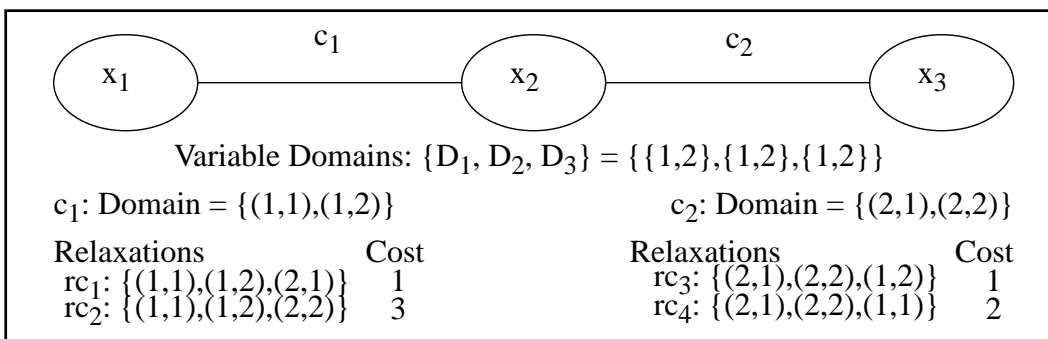 c1 c2
x1 x2 x3
Variable Domains: {D1, D2, D3} = {{1,2},{1,2},{1,2}}
c1: Domain = {(1,1),(1,2)} c2: Domain = {(2,1),(2,2)}
Relaxations Cost Relaxations Cost
rc1: {(1,1),(1,2),(2,1)} 1 rc3: {(2,1),(2,2),(1,2)} 1
rc2: {(1,1),(1,2),(2,2)} 3 rc4: {(2,1),(2,2),(1,1)} 2